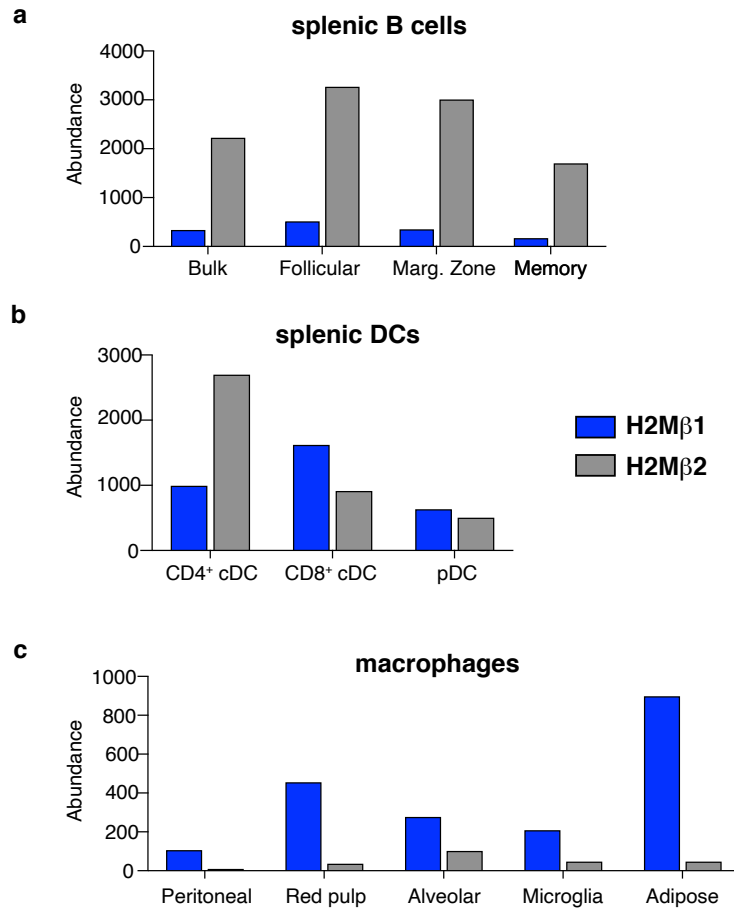 a
splenic B cells
Abundance
4000
3000
2000
1000
0
Bulk Follicular Marg. Zone Memory
b
splenic DCs
Abundance
3000
2000
1000
0
CD4⁺ cDC CD8⁺ cDC pDC
H2Mβ1
H2Mβ2
c
macrophages
Abundance
1000
800
600
400
200
0
Peritoneal Red pulp Alveolar Microglia Adipose